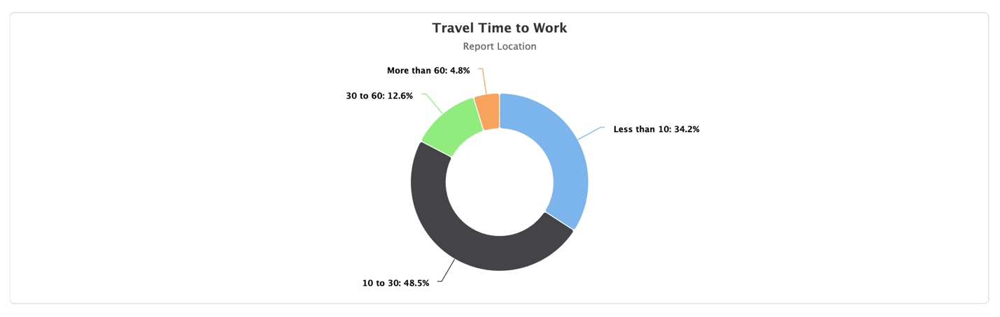 Travel Time to Work
Report Location
More than 60: 4.8%
30 to 60: 12.6%
Less than 10: 34.2%
10 to 30: 48.5%